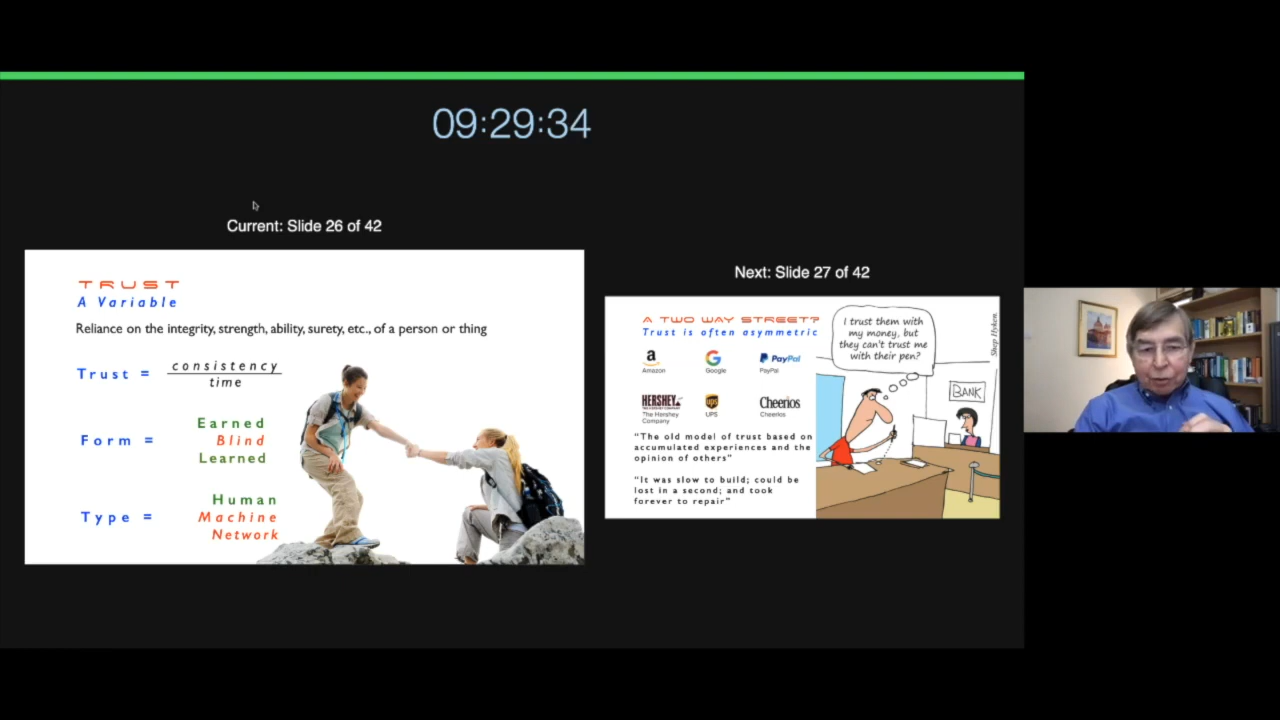 09:29:34
Current: Slide 26 of 42
TRUST
A Variable
Reliance on the integrity, strength, ability, surety, etc., of a person or thing
Trust = consistency
time
Form = Earned
Blind
Learned
Type = Human
Machine
Network
Next: Slide 27 of 42
A TWO WAY STREET?
Trust is often asymmetric
a
Amazon
G
Google
PayPal
PayPal
HERSHEY
The Hershey
Company
ups
UPS
Cheerios
Cheerios
"The old model of trust based on
accumulated experiences and the
opinion of others"
"It was slow to build; could be
lost in a second; and took
forever to repair"
I trust them with
my money, but
they can't trust me
with their pen?
BANK
Shep Hyken.